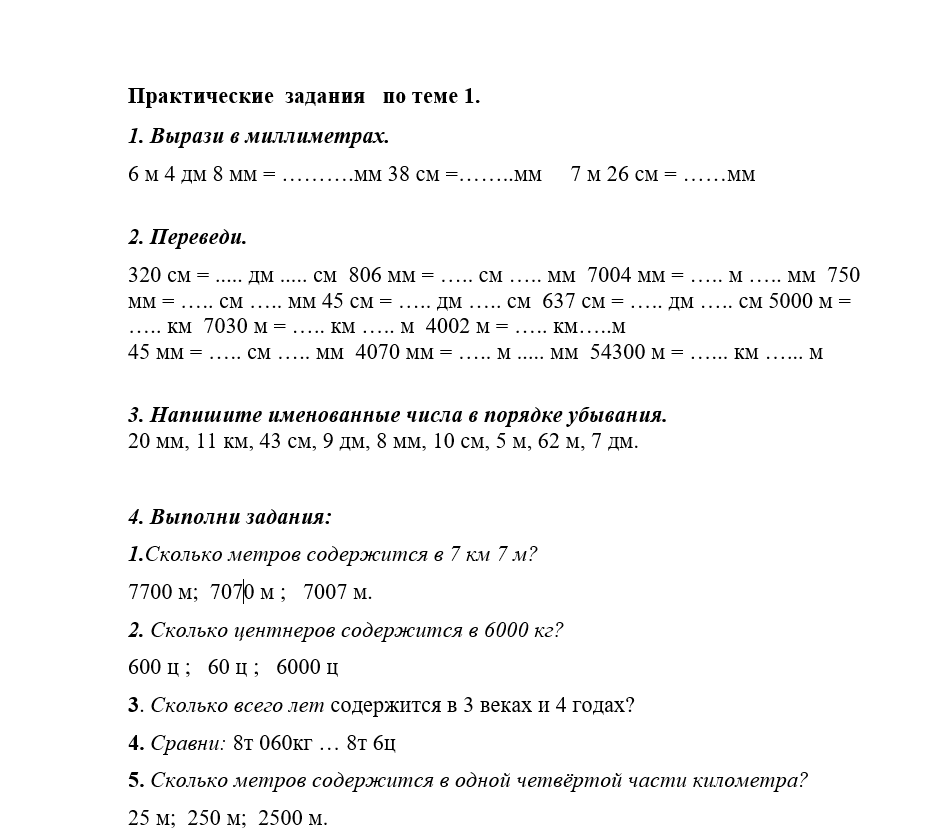 Практические  задания   по теме 1.
1. Вырази в миллиметрах.
6 м 4 дм 8 мм = ……….мм 38 см =……..мм     7 м 26 см = ……мм
2. Переведи.
320 см = ..... дм ..... см  806 мм = ….. см ….. мм  7004 мм = ….. м ….. мм  750
мм = ….. см ….. мм 45 см = ….. дм ….. см  637 см = ….. дм ….. см 5000 м =
….. км  7030 м = ….. км ….. м  4002 м = ….. км…..м
45 мм = ….. см ….. мм  4070 мм = ….. м ..... мм  54300 м = …... км …... м
3. Напишите именованные числа в порядке убывания.
20 мм, 11 км, 43 см, 9 дм, 8 мм, 10 см, 5 м, 62 м, 7 дм.
4. Выполни задания:
1.Сколько метров содержится в 7 км 7 м?
7700 м;  7070 м ;   7007 м.
2. Сколько центнеров содержится в 6000 кг?
600 ц ;   60 ц ;   6000 ц
3. Сколько всего лет содержится в 3 веках и 4 годах?
4. Сравни: 8т 060кг … 8т 6ц
5. Сколько метров содержится в одной четвёртой части километра?
25 м;  250 м;  2500 м.